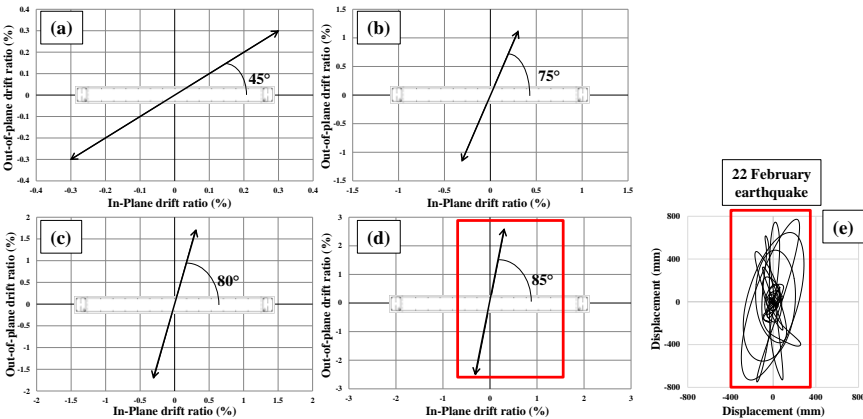 (a)
Out-of-plane drift ratio (%)
0.4
0.3
0.2
0.1
0
-0.1
-0.2
-0.3
-0.4
45°
-0.4 -0.3 -0.2 -0.1 0 0.1 0.2 0.3 0.4
In-Plane drift ratio (%)
(b)
Out-of-plane drift ratio (%)
1.5
1
0.5
0
-0.5
-1
-1.5
75°
-1.5 -1 -0.5 0 0.5 1 1.5
In-Plane drift ratio (%)
(c)
Out-of-plane drift ratio (%)
2
1.5
1
0.5
0
-0.5
-1
-1.5
-2
80°
-2 -1.5 -1 -0.5 0 0.5 1 1.5 2
In-Plane drift ratio (%)
(d)
Out-of-plane drift ratio (%)
3
2
1
0
-1
-2
-3
85°
-3 -2 -1 0 1 2 3
In-Plane drift ratio (%)
22 February
earthquake
(e)
Displacement (mm)
800
400
0
-400
-800
-400 0 400 800
Displacement (mm)